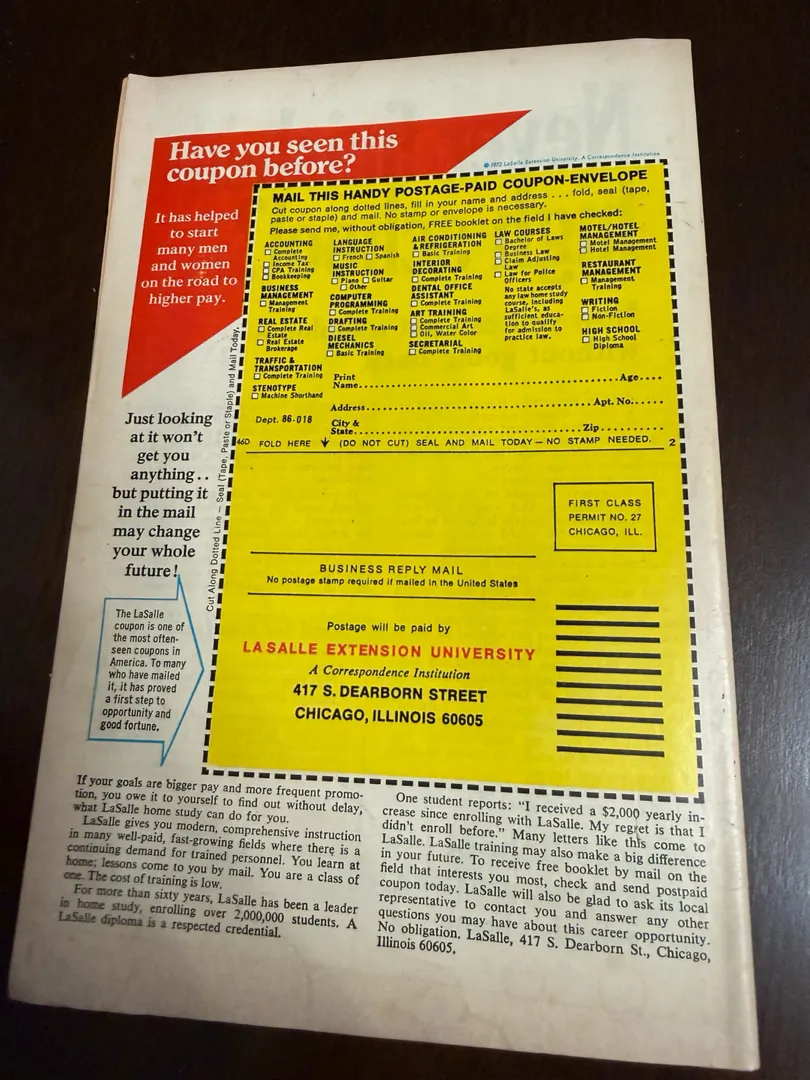 Have you seen this
coupon before?
© 1972 LaSalle Extension University. A Correspondence Institution
It has helped
to start
many men
and women
on the road to
higher pay.
MAIL THIS HANDY POSTAGE-PAID COUPON-ENVELOPE
Cut coupon along dotted lines, fill in your name and address . . . fold, seal (tape,
paste or staple) and mail. No stamp or envelope is necessary.
Please send me, without obligation, FREE booklet on the field I have checked:
ACCOUNTING
Complete
Accounting
Income Tax
CPA Training
Bookkeeping
BUSINESS
MANAGEMENT
Management
Training
REAL ESTATE
Complete Real
Estate
Real Estate
Brokerage
TRAFFIC &
TRANSPORTATION
Complete Training
STENOTYPE
Machine Shorthand
LANGUAGE
INSTRUCTION
French Spanish
MUSIC
INSTRUCTION
Piano Guitar
Other
COMPUTER
PROGRAMMING
Complete Training
DRAFTING
Complete Training
DIESEL
MECHANICS
Basic Training
AIR CONDITIONING
& REFRIGERATION
Basic Training
INTERIOR
DECORATING
Complete Training
DENTAL OFFICE
ASSISTANT
Complete Training
ART TRAINING
Complete Training
Commercial Art
Oil, Water Color
SECRETARIAL
Complete Training
LAW COURSES
Bachelor of Laws
Degree
Business Law
Claim Adjusting
Law
Law for Police
Officers
No state accepts
any law home study
course, including
LaSalle's, as
sufficient educa-
tion to qualify
for admission to
practice law.
MOTEL/HOTEL
MANAGEMENT
Motel Management
Hotel Management
RESTAURANT
MANAGEMENT
Management
Training
WRITING
Fiction
Non-Fiction
HIGH SCHOOL
High School
Diploma
Print
Name.......... Age....
Address.......... Apt. No......
Dept. 86-018
City &
State.......... Zip..........
46D FOLD HERE ↓ (DO NOT CUT) SEAL AND MAIL TODAY — NO STAMP NEEDED. 2
Cut Along Dotted Line — Seal (Tape, Paste or Staple) and Mail Today.
Just looking
at it won't
get you
anything..
but putting it
in the mail
may change
your whole
future!
The LaSalle
coupon is one of
the most often-
seen coupons in
America. To many
who have mailed
it, it has proved
a first step to
opportunity and
good fortune.
FIRST CLASS
PERMIT NO. 27
CHICAGO, ILL.
BUSINESS REPLY MAIL
No postage stamp required if mailed in the United States
Postage will be paid by
LA SALLE EXTENSION UNIVERSITY
A Correspondence Institution
417 S. DEARBORN STREET
CHICAGO, ILLINOIS 60605
If your goals are bigger pay and more frequent promo-
tion, you owe it to yourself to find out without delay,
what LaSalle home study can do for you.
LaSalle gives you modern, comprehensive instruction
in many well-paid, fast-growing fields where there is a
continuing demand for trained personnel. You learn at
home; lessons come to you by mail. You are a class of
one. The cost of training is low.
For more than sixty years, LaSalle has been a leader
in home study, enrolling over 2,000,000 students. A
LaSalle diploma is a respected credential.
One student reports: "I received a $2,000 yearly in-
crease since enrolling with LaSalle. My regret is that I
didn't enroll before." Many letters like this come to
LaSalle. LaSalle training may also make a big difference
in your future. To receive free booklet by mail on the
field that interests you most, check and send postpaid
coupon today. LaSalle will also be glad to ask its local
representative to contact you and answer any other
questions you may have about this career opportunity.
No obligation. LaSalle, 417 S. Dearborn St., Chicago,
Illinois 60605.